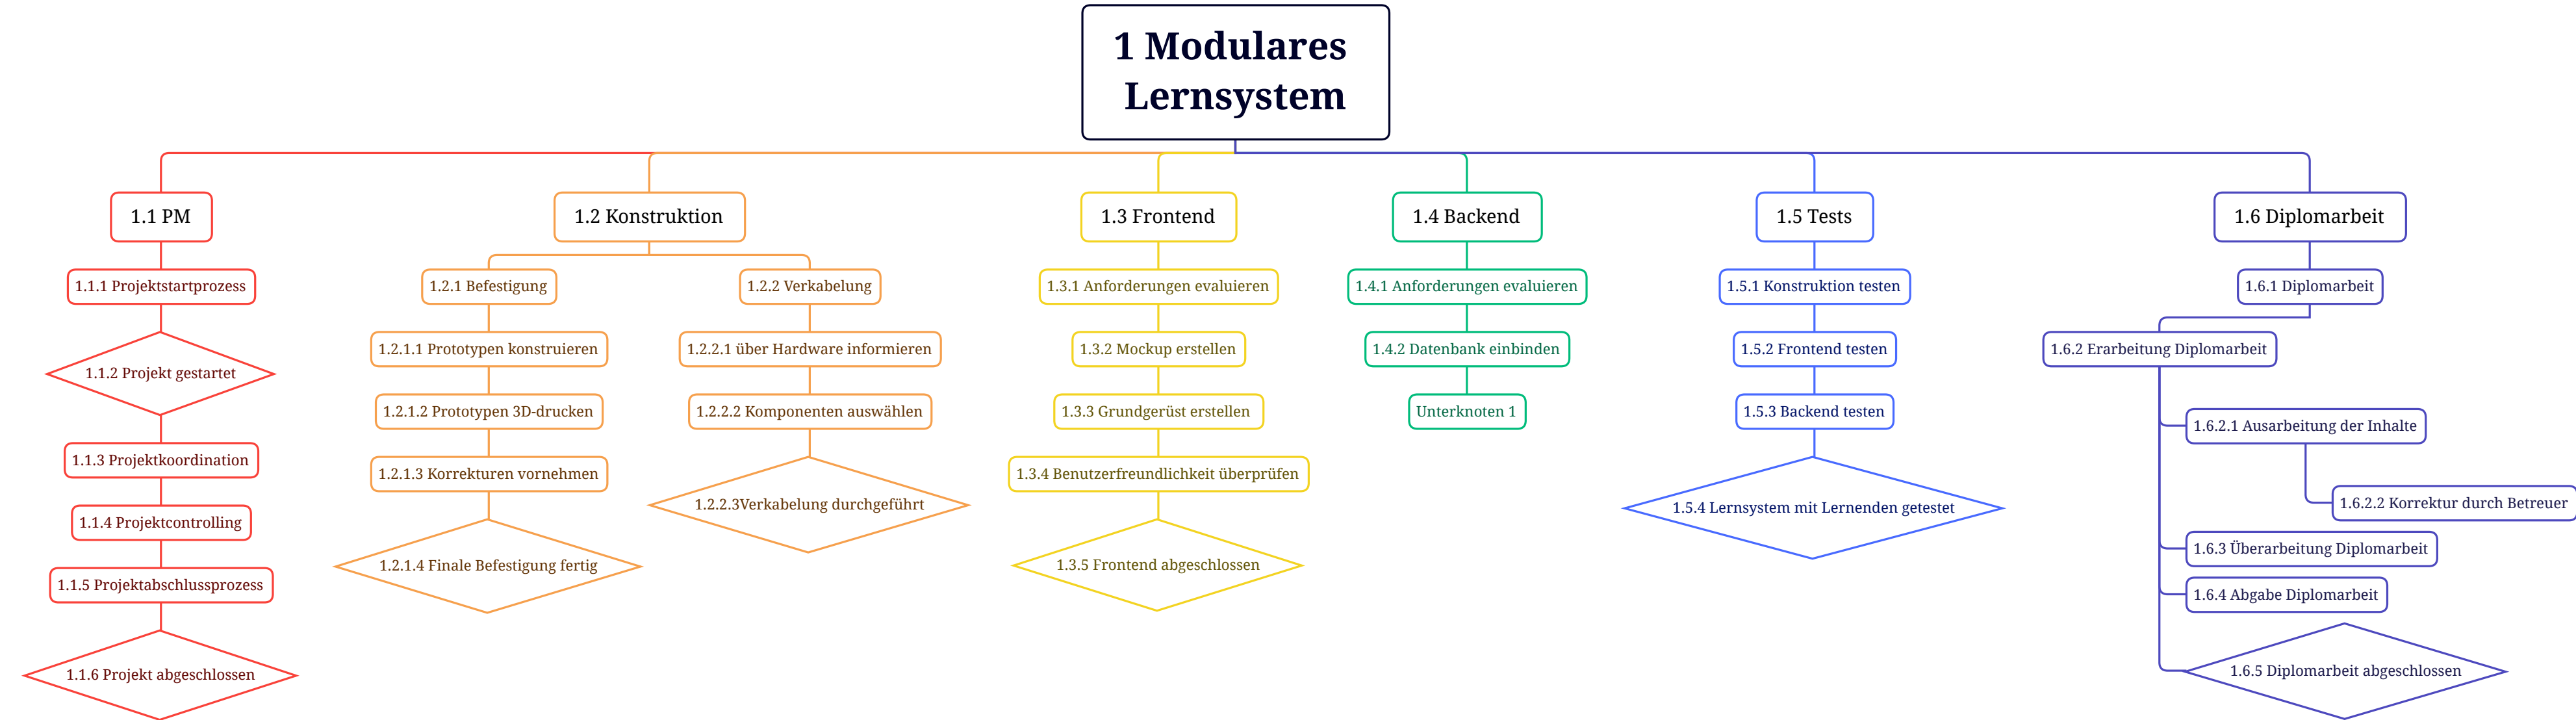 1 Modulares
Lernsystem
1.1 PM
1.1.1 Projektstartprozess
1.1.2 Projekt gestartet
1.1.3 Projektkoordination
1.1.4 Projektcontrolling
1.1.5 Projektabschlussprozess
1.1.6 Projekt abgeschlossen
1.2 Konstruktion
1.2.1 Befestigung
1.2.1.1 Prototypen konstruieren
1.2.1.2 Prototypen 3D-drucken
1.2.1.3 Korrekturen vornehmen
1.2.1.4 Finale Befestigung fertig
1.2.2 Verkabelung
1.2.2.1 über Hardware informieren
1.2.2.2 Komponenten auswählen
1.2.2.3Verkabelung durchgeführt
1.3 Frontend
1.3.1 Anforderungen evaluieren
1.3.2 Mockup erstellen
1.3.3 Grundgerüst erstellen
1.3.4 Benutzerfreundlichkeit überprüfen
1.3.5 Frontend abgeschlossen
1.4 Backend
1.4.1 Anforderungen evaluieren
1.4.2 Datenbank einbinden
Unterknoten 1
1.5 Tests
1.5.1 Konstruktion testen
1.5.2 Frontend testen
1.5.3 Backend testen
1.5.4 Lernsystem mit Lernenden getestet
1.6 Diplomarbeit
1.6.1 Diplomarbeit
1.6.2 Erarbeitung Diplomarbeit
1.6.2.1 Ausarbeitung der Inhalte
1.6.2.2 Korrektur durch Betreuer
1.6.3 Überarbeitung Diplomarbeit
1.6.4 Abgabe Diplomarbeit
1.6.5 Diplomarbeit abgeschlossen